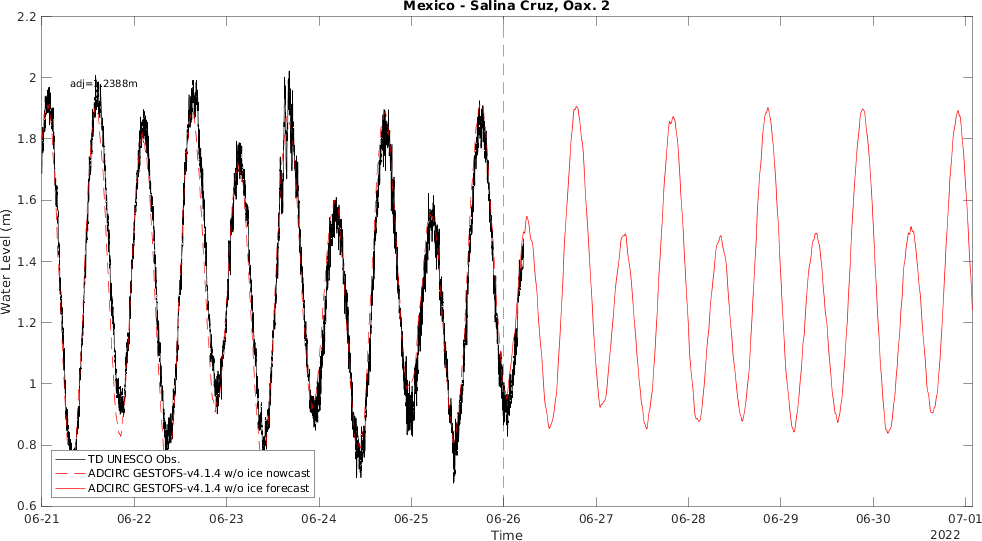 Mexico - Salina Cruz, Oax. 2
2.2
2
1.8
1.6
1.4
1.2
1
0.8
0.6
Water Level (m)
adj=1.2388m
TD UNESCO Obs.
ADCIRC GESTOFS-v4.1.4 w/o ice nowcast
ADCIRC GESTOFS-v4.1.4 w/o ice forecast
06-21 06-22 06-23 06-24 06-25 06-26 06-27 06-28 06-29 06-30 07-01
Time
2022